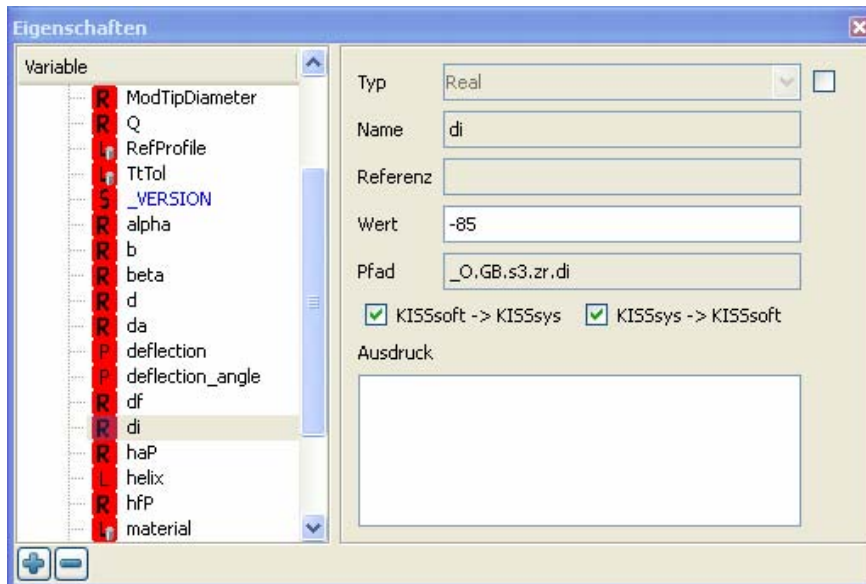 Eigenschaften
Variable
R ModTipDiameter
R Q
L RefProfile
L TtTol
S _VERSION
R alpha
R b
R beta
R d
R da
P deflection
P deflection_angle
R df
R di
R haP
L helix
R hfP
L material
Typ Real
Name di
Referenz
Wert -85
Pfad _O.GB.s3.zr.di
KISSsoft -> KISSsys KISSsys -> KISSsoft
Ausdruck